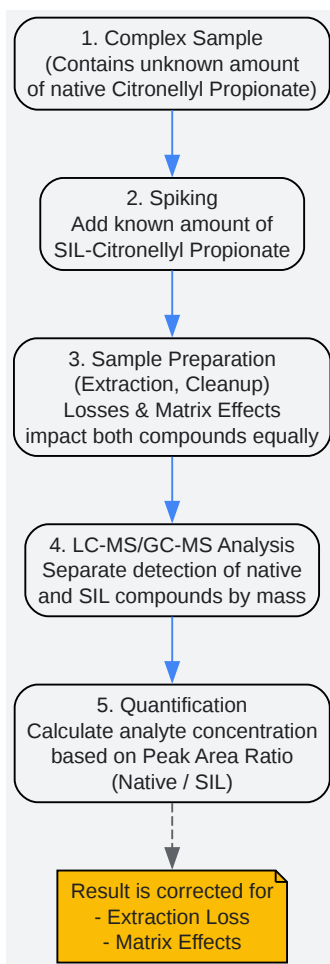 1. Complex Sample
(Contains unknown amount
of native Citronellyl Propionate)
2. Spiking
Add known amount of
SIL-Citronellyl Propionate
3. Sample Preparation
(Extraction, Cleanup)
Losses & Matrix Effects
impact both compounds equally
4. LC-MS/GC-MS Analysis
Separate detection of native
and SIL compounds by mass
5. Quantification
Calculate analyte concentration
based on Peak Area Ratio
(Native / SIL)
Result is corrected for
- Extraction Loss
- Matrix Effects